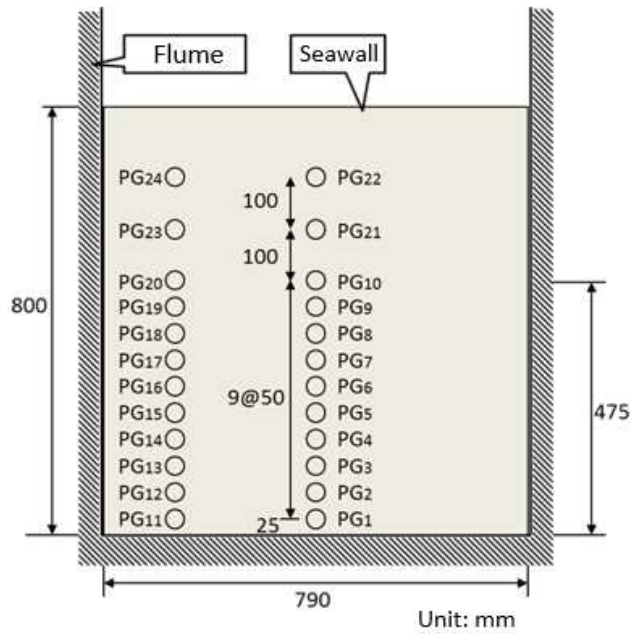 Flume
Seawall
PG24
PG22
100
PG23
PG21
100
PG20
PG10
PG19
PG9
800
PG18
PG8
PG17
PG7
PG16
PG6
9@50
PG15
PG5
475
PG14
PG4
PG13
PG3
PG12
PG2
PG11
25
PG1
790
Unit: mm